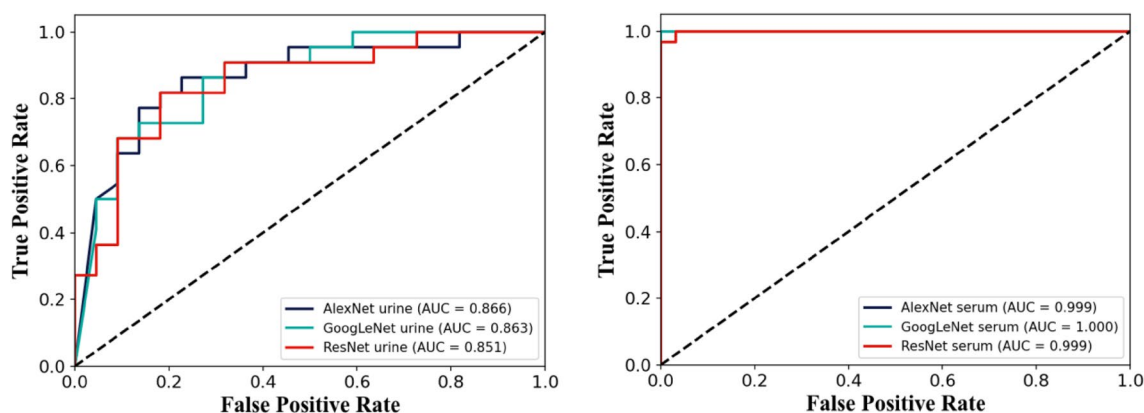 1.0
0.8
0.6
0.4
0.2
0.0
True Positive Rate
0.0 0.2 0.4 0.6 0.8 1.0
False Positive Rate
AlexNet urine (AUC = 0.866)
GoogLeNet urine (AUC = 0.863)
ResNet urine (AUC = 0.851)
1.0
0.8
0.6
0.4
0.2
0.0
True Positive Rate
0.0 0.2 0.4 0.6 0.8 1.0
False Positive Rate
AlexNet serum (AUC = 0.999)
GoogLeNet serum (AUC = 1.000)
ResNet serum (AUC = 0.999)